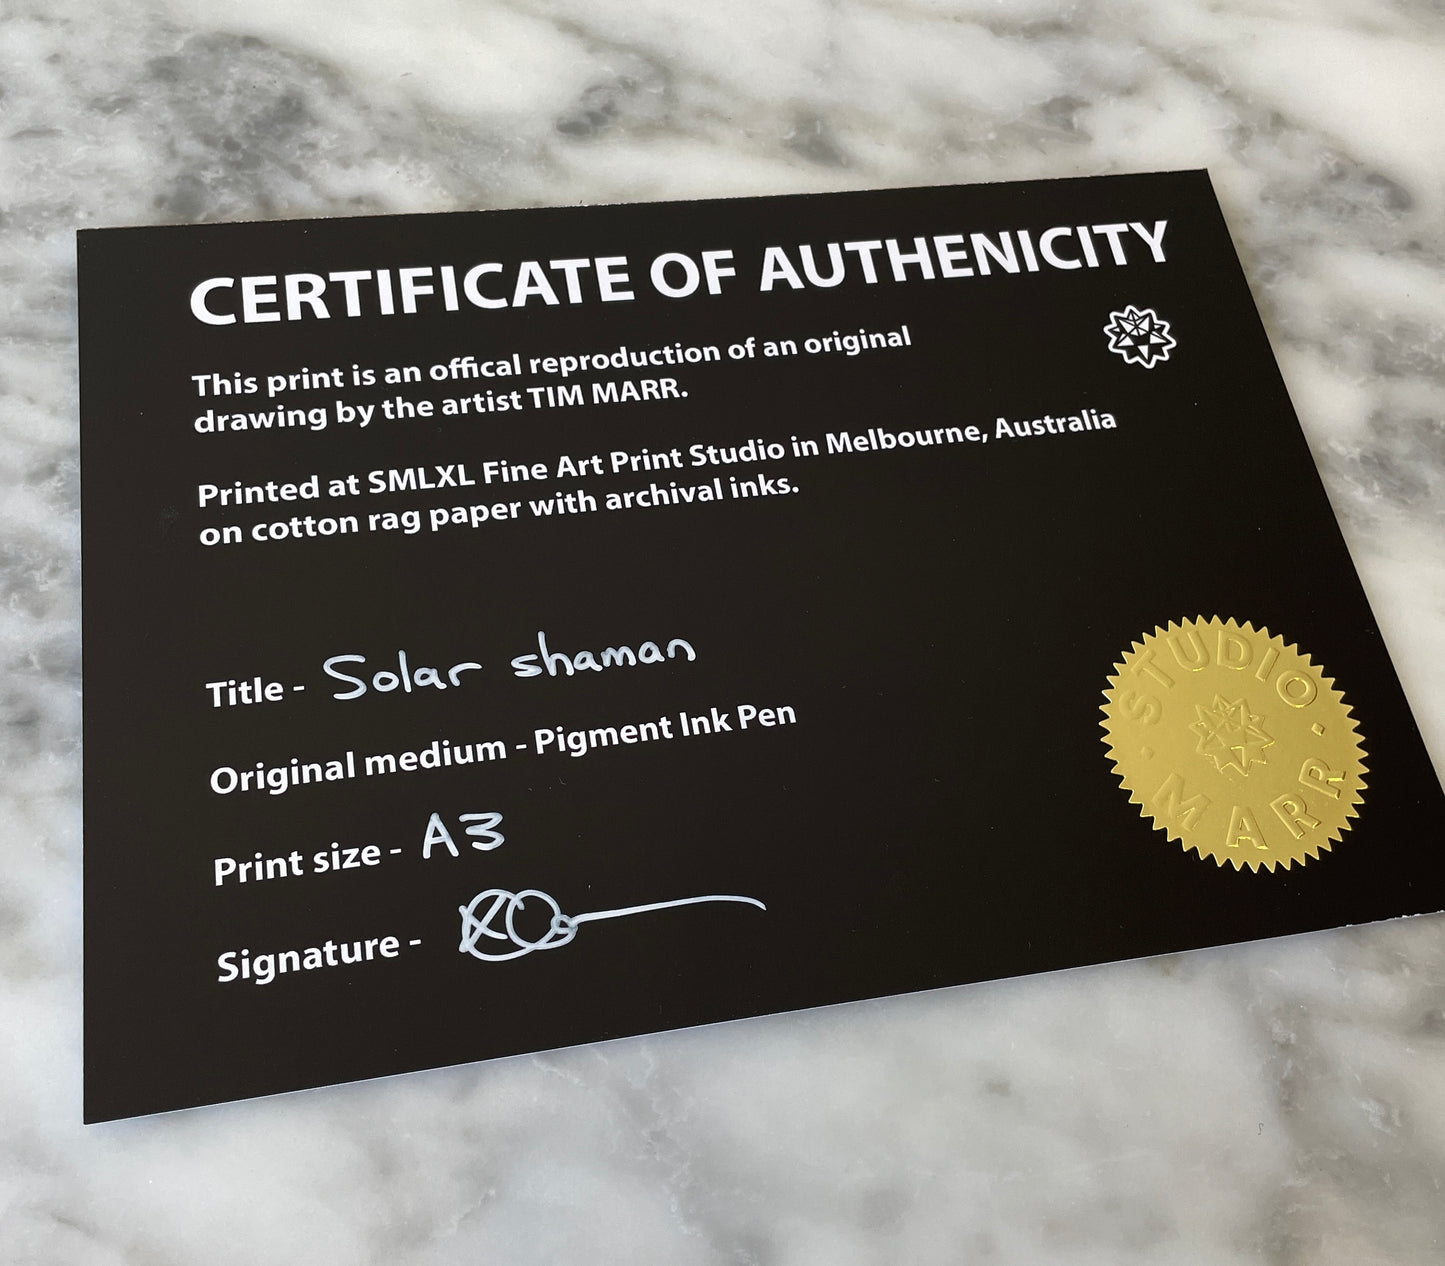 CERTIFICATE OF AUTHENICITY
This print is an offical reproduction of an original
drawing by the artist TIM MARR.
Printed at SMLXL Fine Art Print Studio in Melbourne, Australia
on cotton rag paper with archival inks.
Title - Solar shaman
Original medium - Pigment Ink Pen
Print size - A3
Signature -
STUDIO
MARR